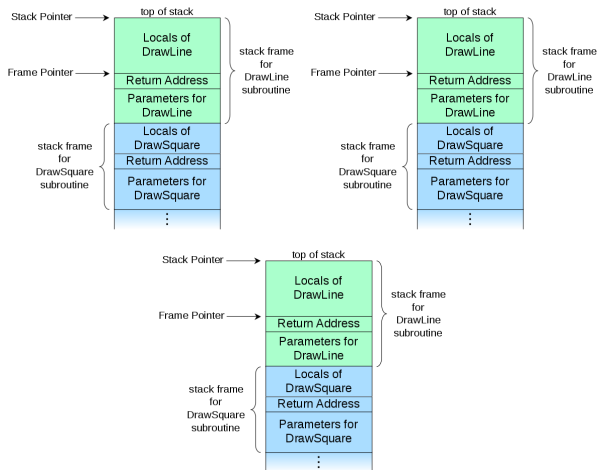 top of stack
Stack Pointer
Locals of
DrawLine
stack frame
for
DrawLine
subroutine
Frame Pointer
Return Address
Parameters for
DrawLine
stack frame
for
DrawSquare
subroutine
Locals of
DrawSquare
Return Address
Parameters for
DrawSquare
top of stack
Stack Pointer
Locals of
DrawLine
stack frame
for
DrawLine
subroutine
Frame Pointer
Return Address
Parameters for
DrawLine
stack frame
for
DrawSquare
subroutine
Locals of
DrawSquare
Return Address
Parameters for
DrawSquare
top of stack
Stack Pointer
Locals of
DrawLine
stack frame
for
DrawLine
subroutine
Frame Pointer
Return Address
Parameters for
DrawLine
stack frame
for
DrawSquare
subroutine
Locals of
DrawSquare
Return Address
Parameters for
DrawSquare